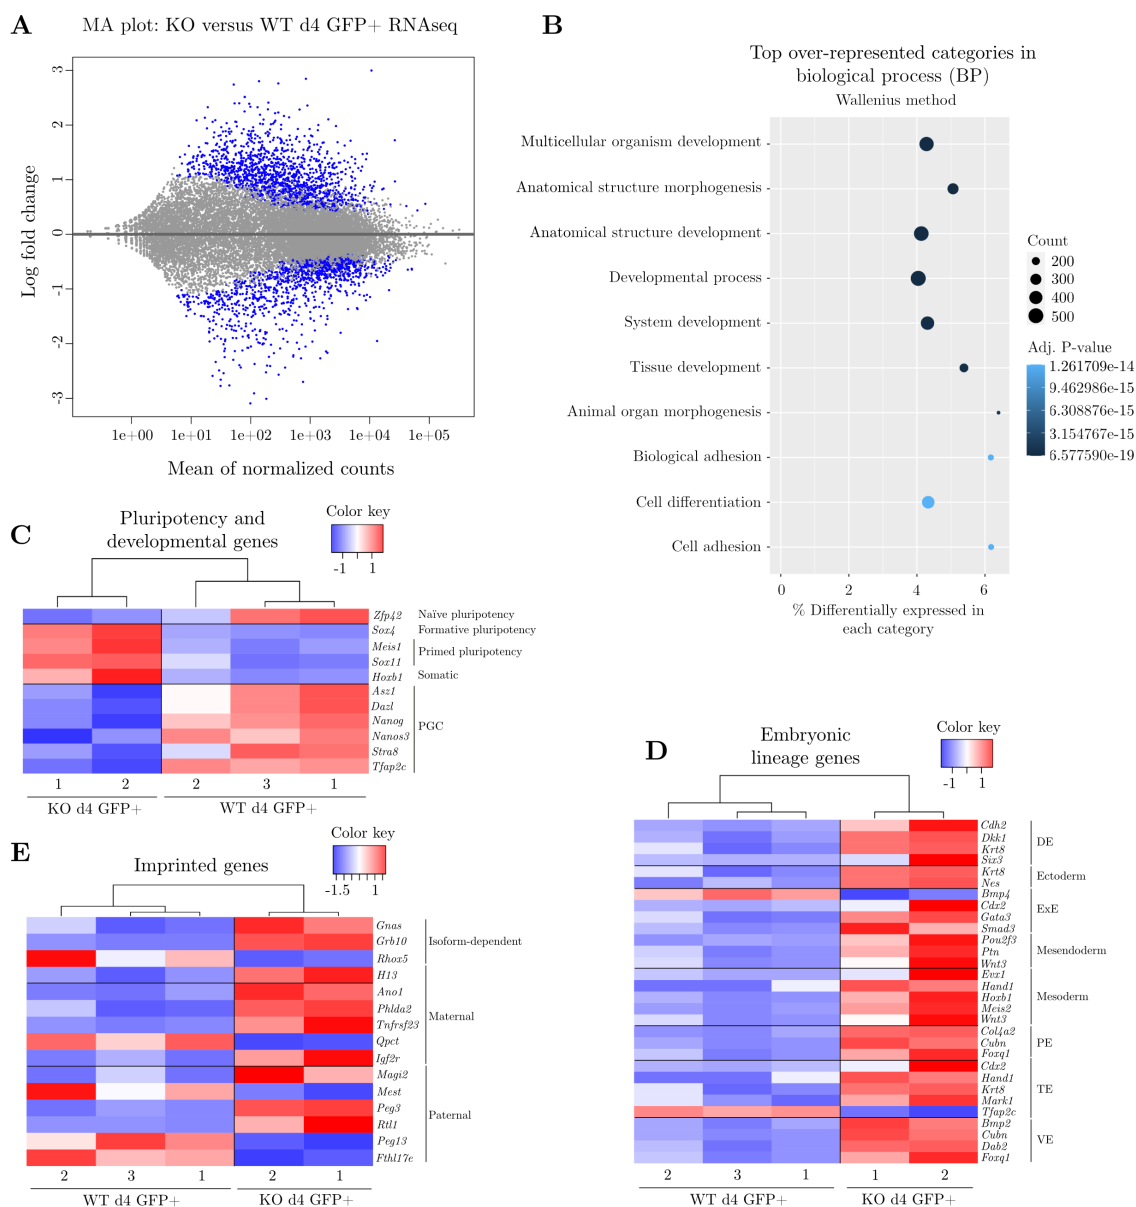 A
MA plot: KO versus WT d4 GFP+ RNAseq
Log fold change
3
2
1
0
-1
-2
-3
1e+00 1e+01 1e+02 1e+03 1e+04 1e+05
Mean of normalized counts
B
Top over-represented categories in
biological process (BP)
Wallenius method
Multicellular organism development
Anatomical structure morphogenesis
Anatomical structure development
Developmental process
System development
Tissue development
Animal organ morphogenesis
Biological adhesion
Cell differentiation
Cell adhesion
0 2 4 6
% Differentially expressed in
each category
Count
200
300
400
500
Adj. P-value
1.261709e-14
9.462986e-15
6.308876e-15
3.154767e-15
6.577590e-19
C
Pluripotency and
developmental genes
Color key
-1 1
Zfp42 Naïve pluripotency
Sox4 Formative pluripotency
Meis1
Primed pluripotency
Sox11
Hoxb1 Somatic
Asz1
Dazl
Nanog
PGC
Nanos3
Stra8
Tfap2c
1 2 2 3 1
KO d4 GFP+ WT d4 GFP+
D
Embryonic
lineage genes
Color key
-1 1
Cdh2
Dkk1
DE
Krt8
Six3
Krt8
Ectoderm
Nes
Bmp4
Cdx2
ExE
Gata3
Smad3
Pou2f3
Ptn
Mesendoderm
Wnt3
Evx1
Hand1
Hoxb1
Mesoderm
Meis2
Wnt3
Col4a2
Cubn
PE
Foxq1
Cdx2
Hand1
Krt8
TE
Mark1
Tfap2c
Bmp2
Cubn
VE
Dab2
Foxq1
2 3 1 1 2
WT d4 GFP+ KO d4 GFP+
E
Imprinted genes
Color key
-1.5 1
Gnas
Grb10
Isoform-dependent
Rhox5
H13
Ano1
Phlda2
Maternal
Tnfrsf23
Qpct
Igf2r
Magi2
Mest
Peg3
Paternal
Rtl1
Peg13
Fthl17e
2 3 1 2 1
WT d4 GFP+ KO d4 GFP+